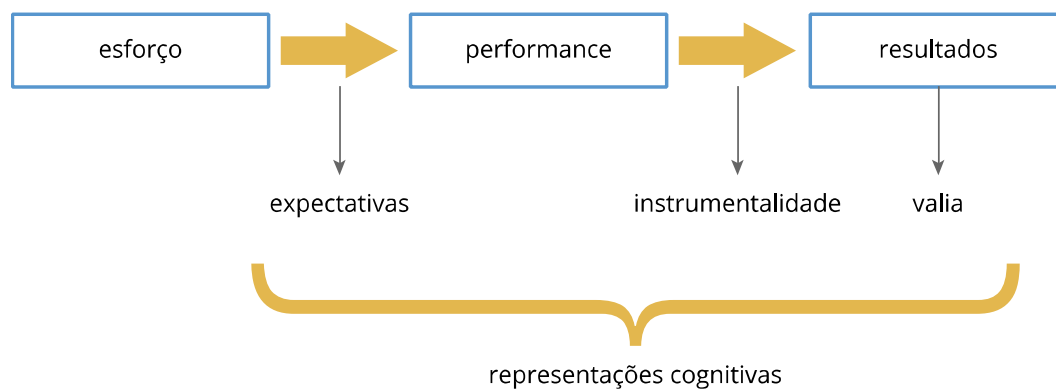 esforço
performance
resultados
expectativas
instrumentalidade
valia
representações cognitivas